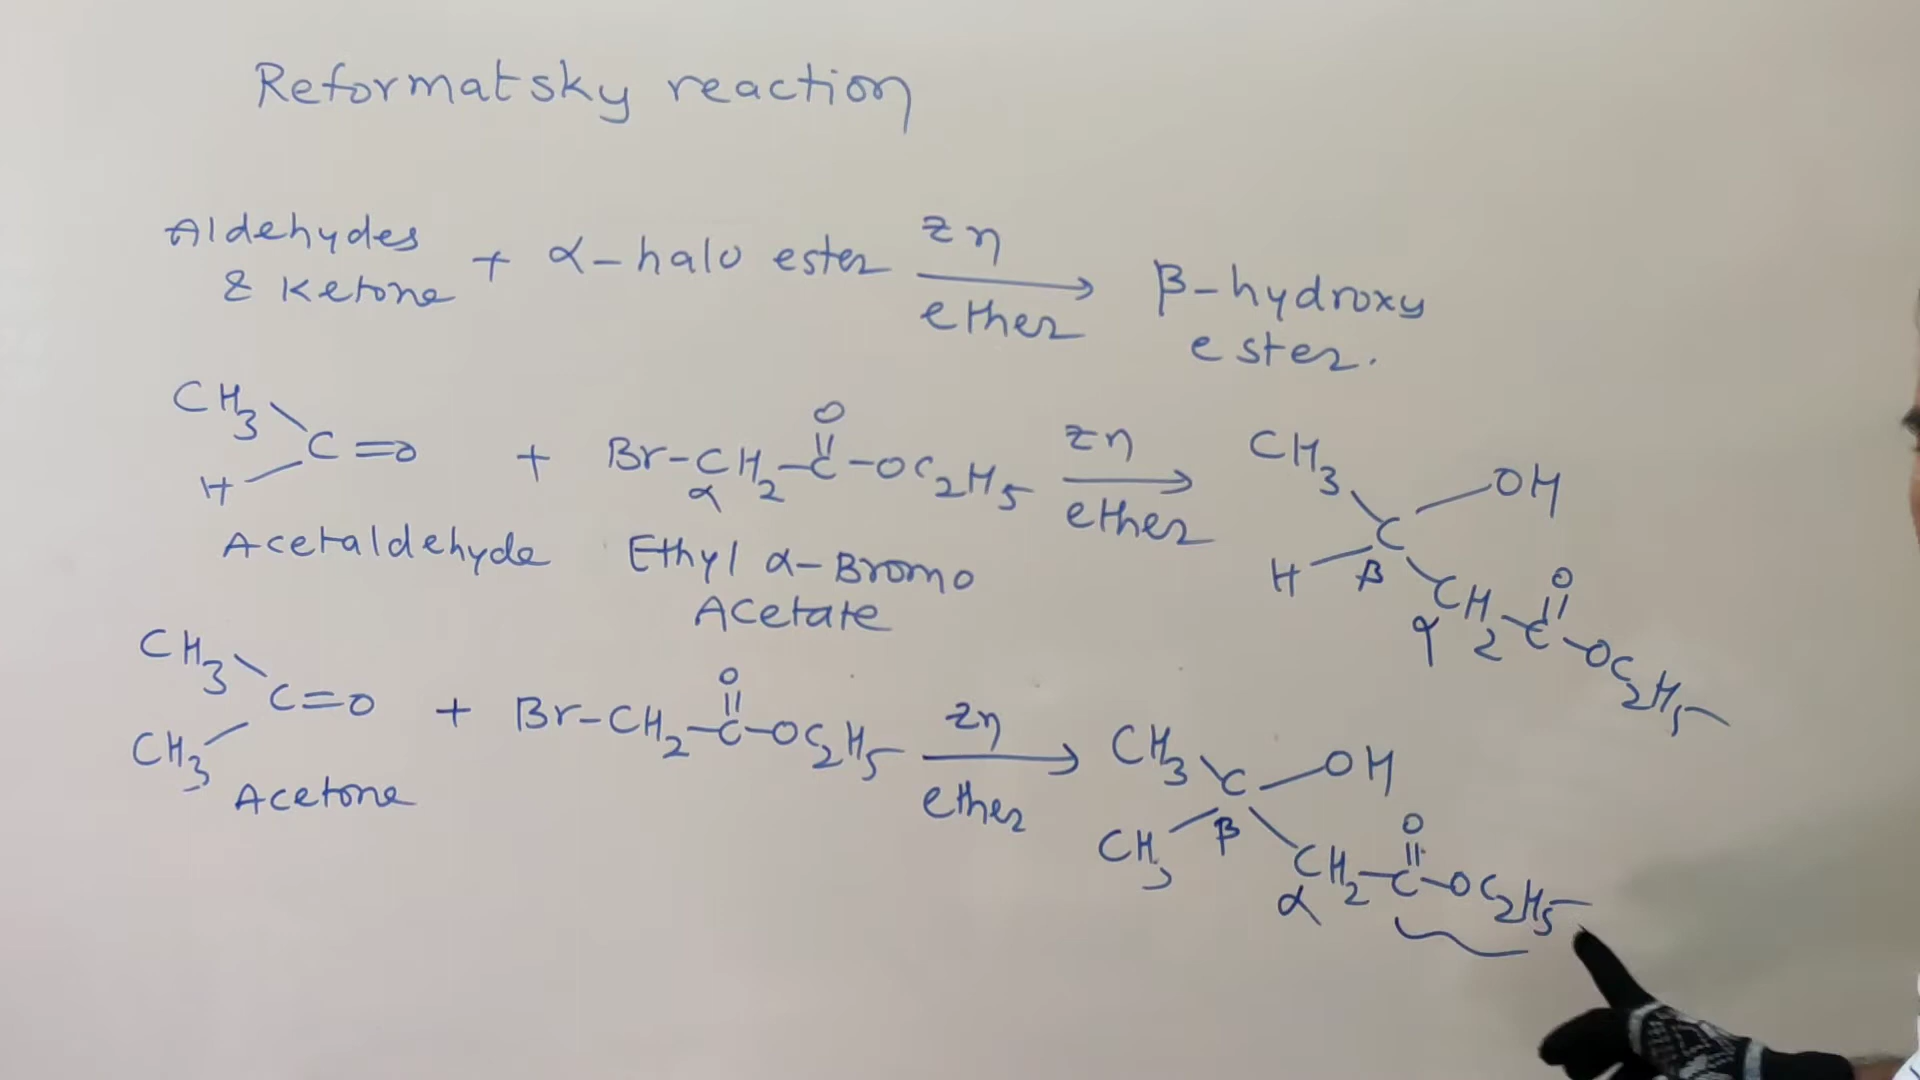 Reformatsky reaction
Aldehydes & Ketone + α-halo ester Zn ether β-hydroxy ester.
CH3 H C=O + Br-CH2-C-OC2H5 O α Zn ether CH3 H C OH β CH2 α C O OC2H5
Acetaldehyde Ethyl α-Bromo Acetate
CH3 CH3 C=O + Br-CH2-C-OC2H5 O Zn ether CH3 CH3 C OH β CH2-C-OC2H5 α O
Acetone